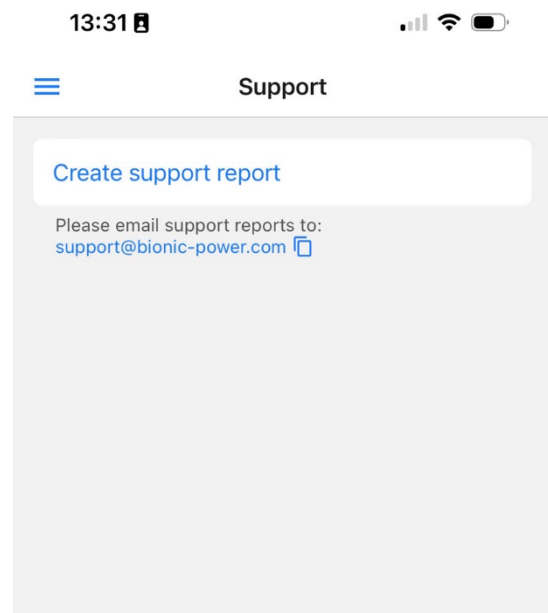 13:31
Support
Create support report
Please email support reports to:
support@bionic-power.com